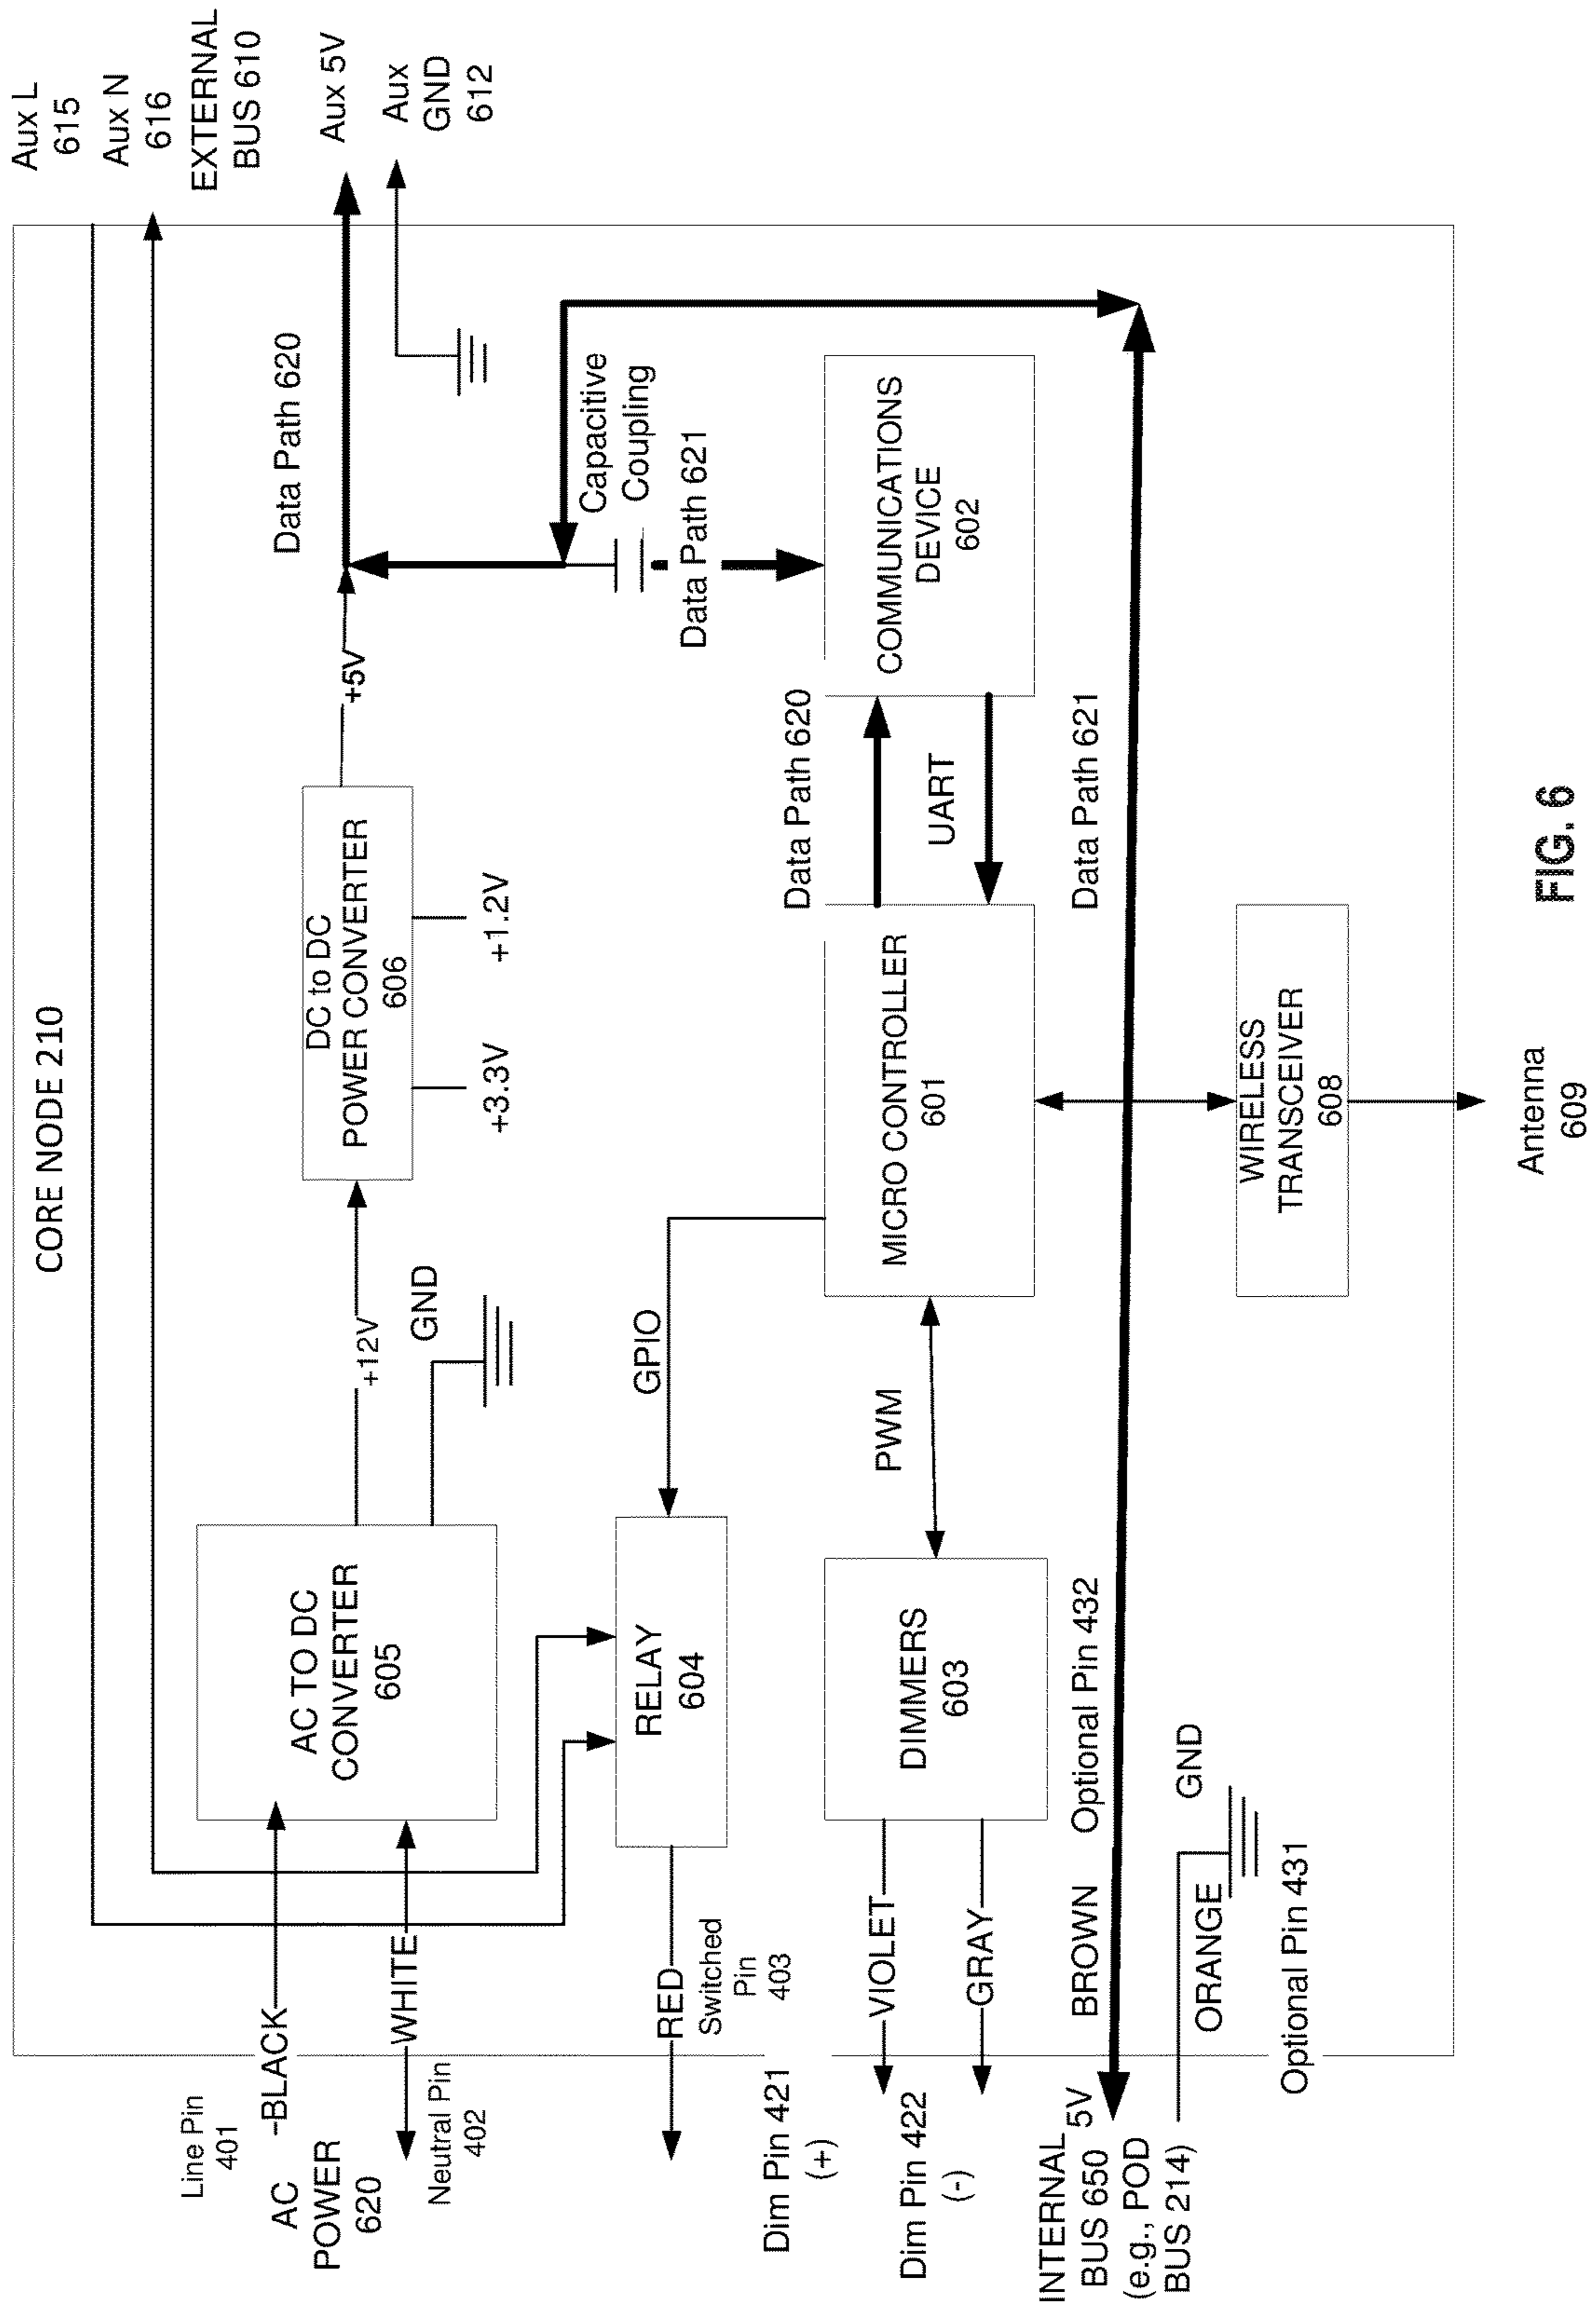 CORE NODE 210
Aux L
615
Aux N
616
EXTERNAL
BUS 610
Aux 5V
Aux
GND
612
Line Pin
401
BLACK
AC
POWER
620
WHITE
Neutral Pin
402
AC TO DC
CONVERTER
605
+12V
GND
DC to DC
POWER CONVERTER
606
+3.3V
+1.2V
+5V
Data Path 620
Capacitive
Coupling
Data Path 621
RED
Switched
Pin
403
RELAY
604
GPIO
Dim Pin 421
(+)
VIOLET
Dim Pin 422
(-)
GRAY
DIMMERS
603
PWM
MICRO CONTROLLER
601
Data Path 620
UART
COMMUNICATIONS
DEVICE
602
INTERNAL
BUS 650
(e.g., POD
BUS 214)
5V
BROWN
Optional Pin 432
Data Path 621
ORANGE
GND
Optional Pin 431
WIRELESS
TRANSCEIVER
608
Antenna
609
FIG. 6